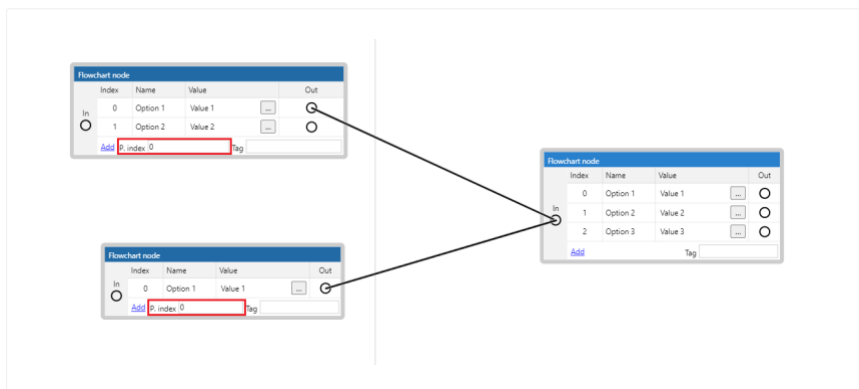 Flowchart node
Index Name Value Out
In
0 Option 1 Value 1 ...
1 Option 2 Value 2 ...
Add P. index 0 Tag
Flowchart node
Index Name Value Out
In
0 Option 1 Value 1 ...
1 Option 2 Value 2 ...
2 Option 3 Value 3 ...
Add Tag
Flowchart node
Index Name Value Out
In
0 Option 1 Value 1 ...
Add P. index 0 Tag